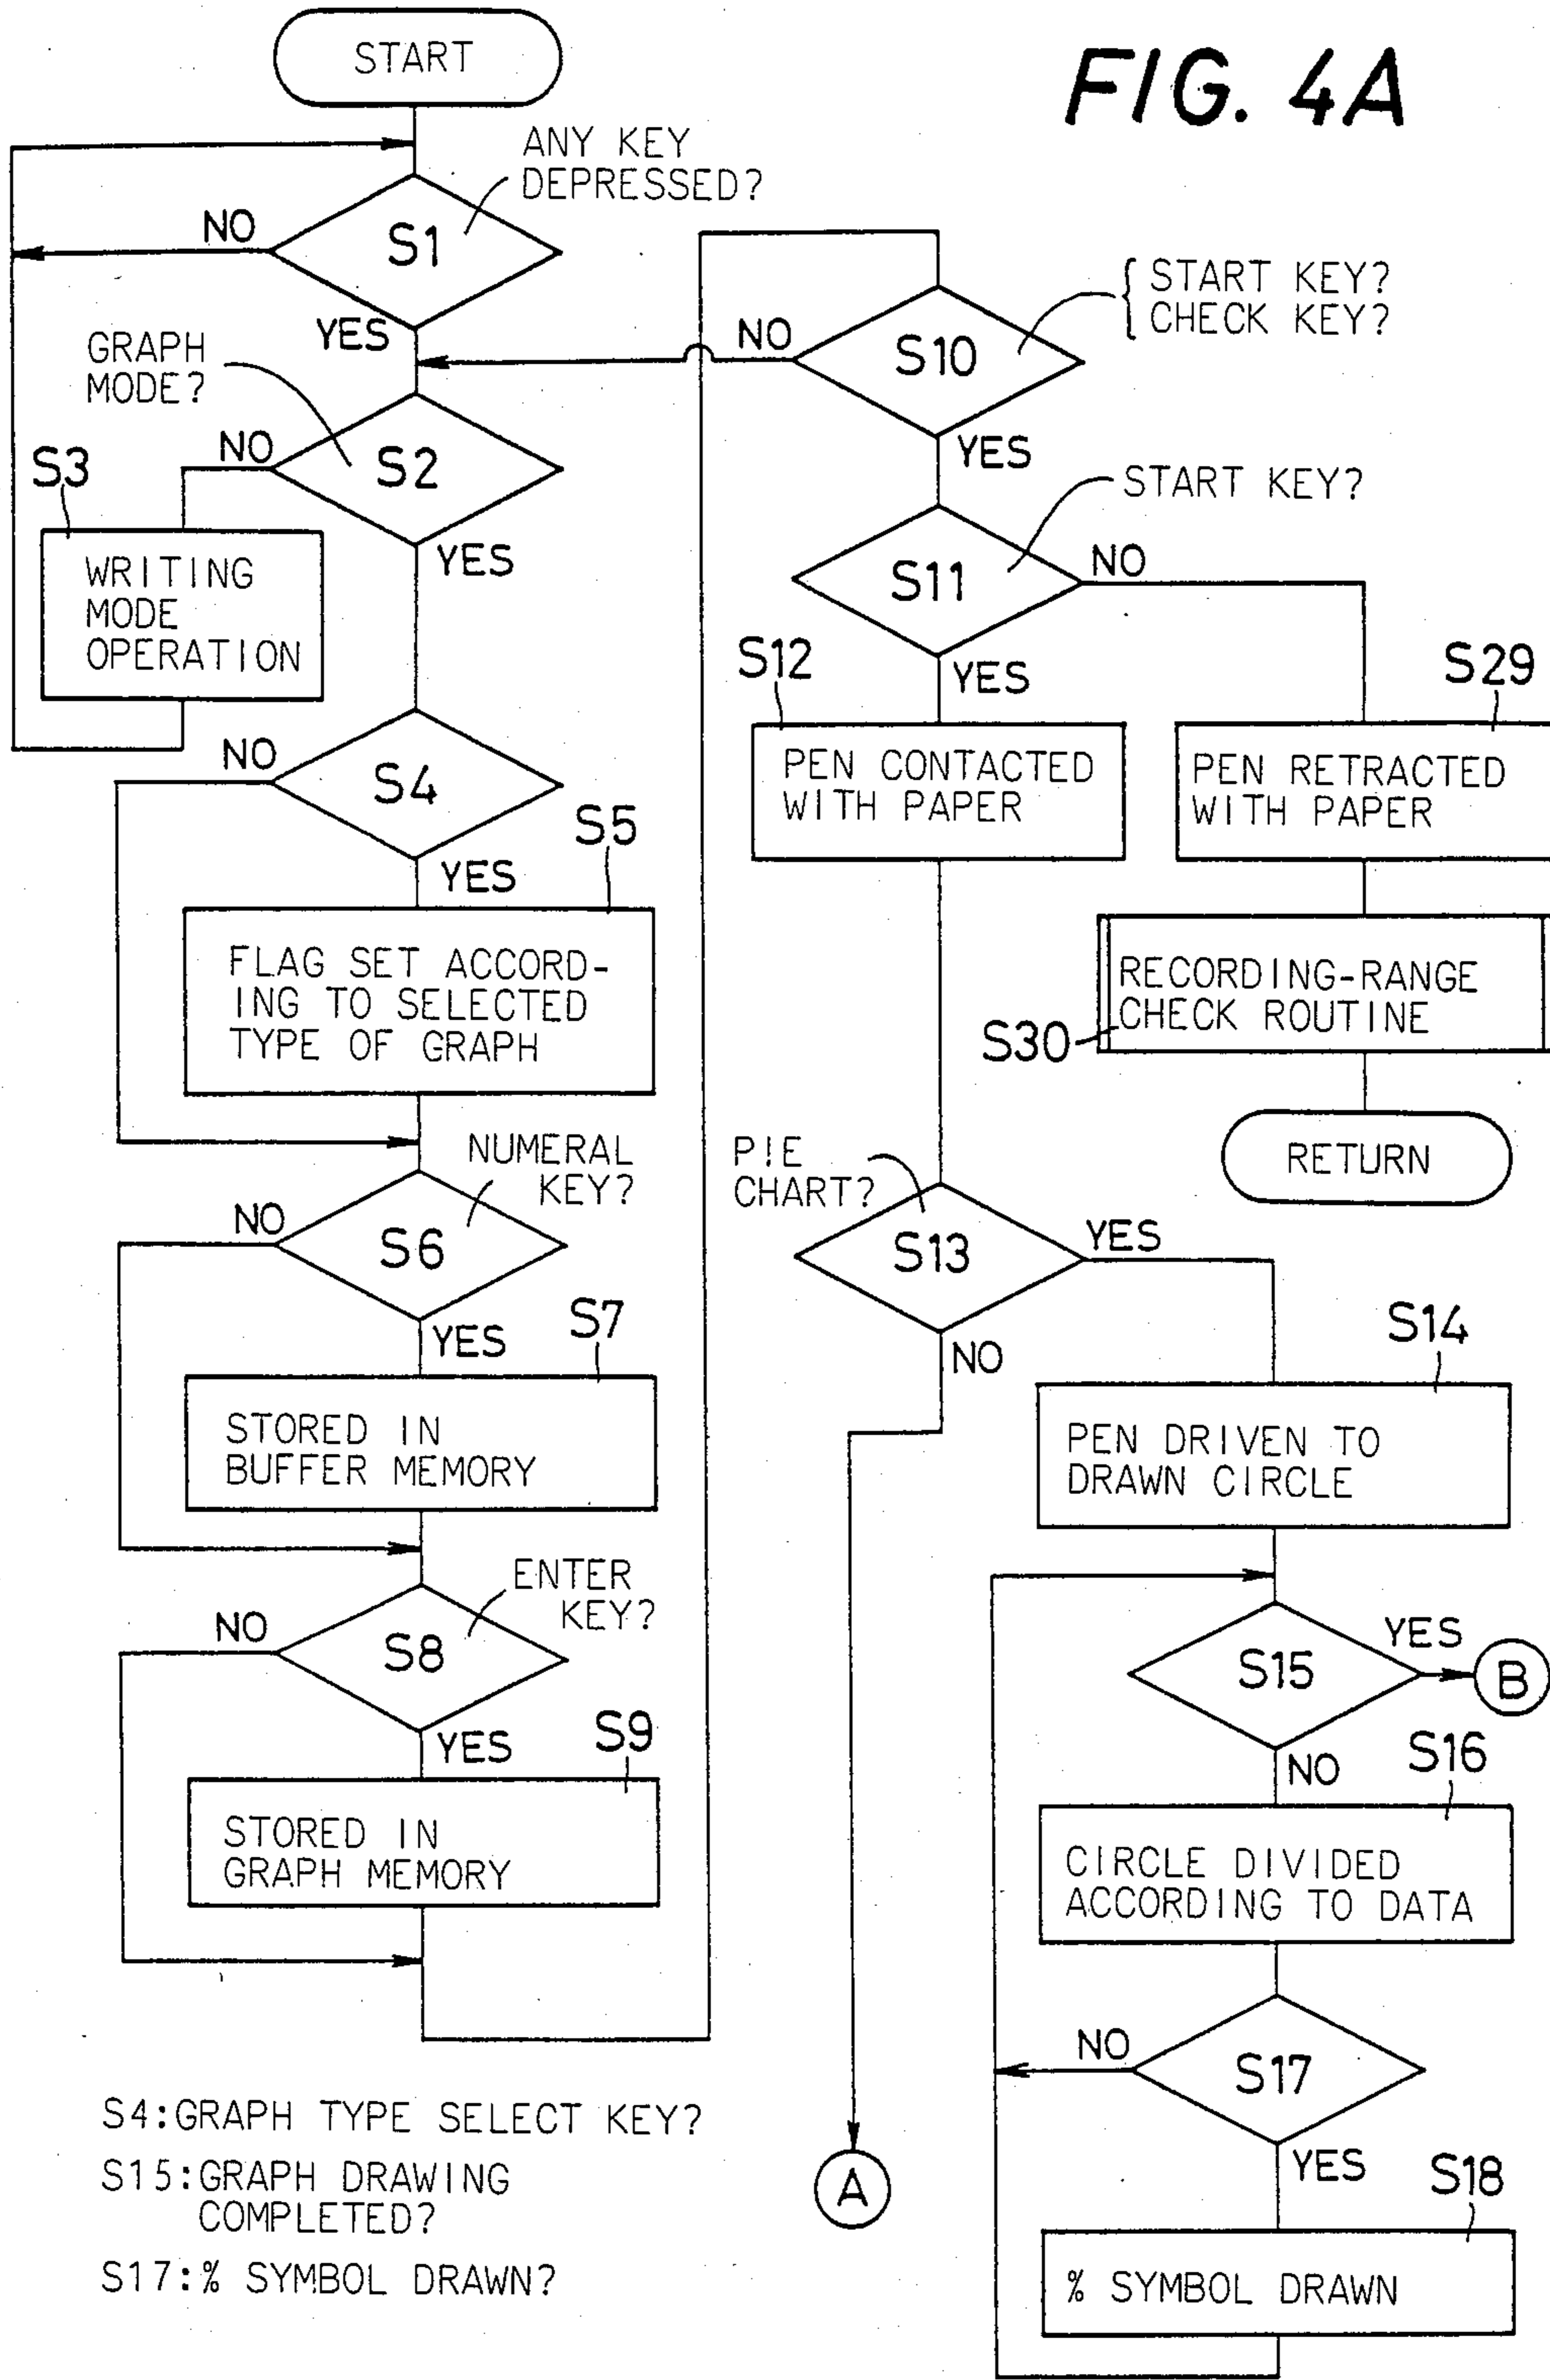 FIG. 4A
START
ANY KEY
DEPRESSED?
NO
S1
YES
GRAPH
MODE?
NO
S2
YES
S3
WRITING
MODE
OPERATION
NO
S4
YES
S5
FLAG SET ACCORD-
ING TO SELECTED
TYPE OF GRAPH
NUMERAL
KEY?
NO
S6
YES
S7
STORED IN
BUFFER MEMORY
ENTER
KEY?
NO
S8
YES
S9
STORED IN
GRAPH MEMORY
START KEY?
CHECK KEY?
NO
S10
YES
START KEY?
S11
NO
YES
S12
PEN CONTACTED
WITH PAPER
S29
PEN RETRACTED
WITH PAPER
RECORDING-RANGE
CHECK ROUTINE
S30
RETURN
P!E
CHART?
S13
YES
NO
S14
PEN DRIVEN TO
DRAWN CIRCLE
S15
YES
B
NO
S16
CIRCLE DIVIDED
ACCORDING TO DATA
NO
S17
YES
S18
% SYMBOL DRAWN
A
S4:GRAPH TYPE SELECT KEY?
S15:GRAPH DRAWING
COMPLETED?
S17:% SYMBOL DRAWN?